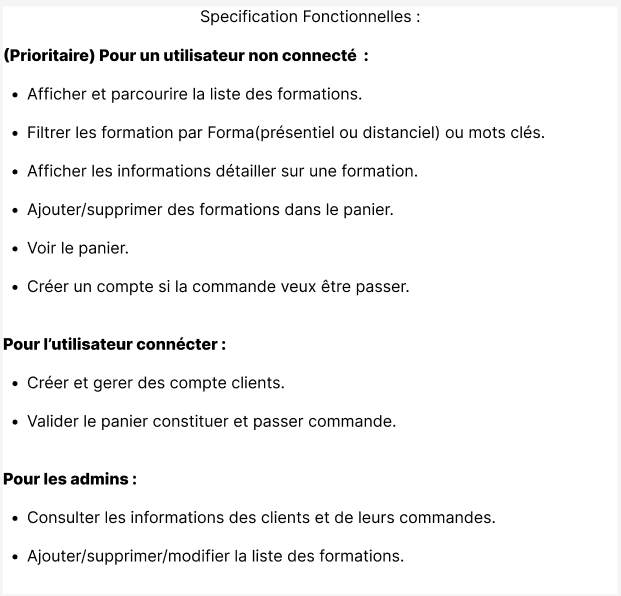 Specification Fonctionnelles :
(Prioritaire) Pour un utilisateur non connecté :
• Afficher et parcourire la liste des formations.
• Filtrer les formation par Forma(présentiel ou distanciel) ou mots clés.
• Afficher les informations détailler sur une formation.
• Ajouter/supprimer des formations dans le panier.
• Voir le panier.
• Créer un compte si la commande veux être passer.
Pour l’utilisateur connécter :
• Créer et gerer des compte clients.
• Valider le panier constituer et passer commande.
Pour les admins :
• Consulter les informations des clients et de leurs commandes.
• Ajouter/supprimer/modifier la liste des formations.